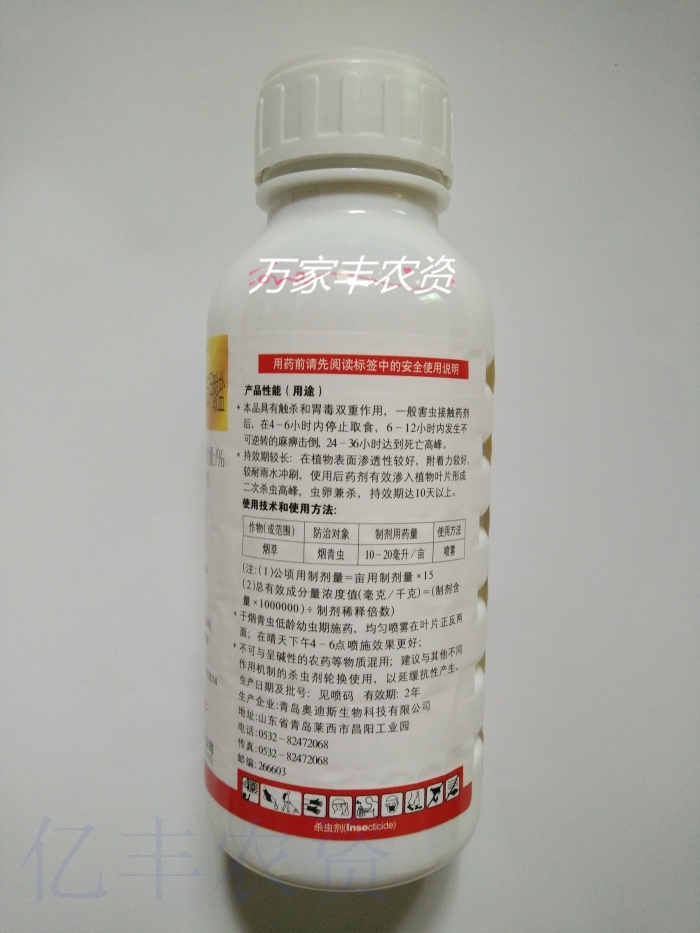 万家丰农资
用药前请先阅读标签中的安全使用说明
产品性能（用途）
•本品具有触杀和胃毒双重作用，一般害虫接触药剂
后，在4－6小时内停止取食，6－12小时内发生不
可逆转的麻痹击倒，24－36小时达到死亡高峰。
•持效期较长：在植物表面渗透性较好，附着力较好，
较耐雨水冲刷，使用后药剂有效渗入植物叶片形成
二次杀虫高峰，虫卵兼杀，持效期达10天以上。
使用技术和使用方法：
作物(或范围) 防治对象 制剂用药量 使用方法
烟草 烟青虫 10－20毫升/亩 喷雾
(注：(1)公顷用制剂量＝亩用制剂量×15
(2)总有效成分量浓度值(毫克/千克)＝(制剂含
量×1000000)÷制剂稀释倍数)
•于烟青虫低龄幼虫期施药，均匀喷雾在叶片正反两
面；在晴天下午4－6点喷施效果更好；
•不可与呈碱性的农药等物质混用；建议与其他不同
作用机制的杀虫剂轮换使用，以延缓抗性产生。
生产日期及批号：见喷码 有效期：2年
生产企业:青岛奥迪斯生物科技有限公司
地址:山东省青岛莱西市昌阳工业园
电话:0532－82472068
传真:0532－82472068
邮编:266603
杀虫剂(Insecticide)
亿丰农资